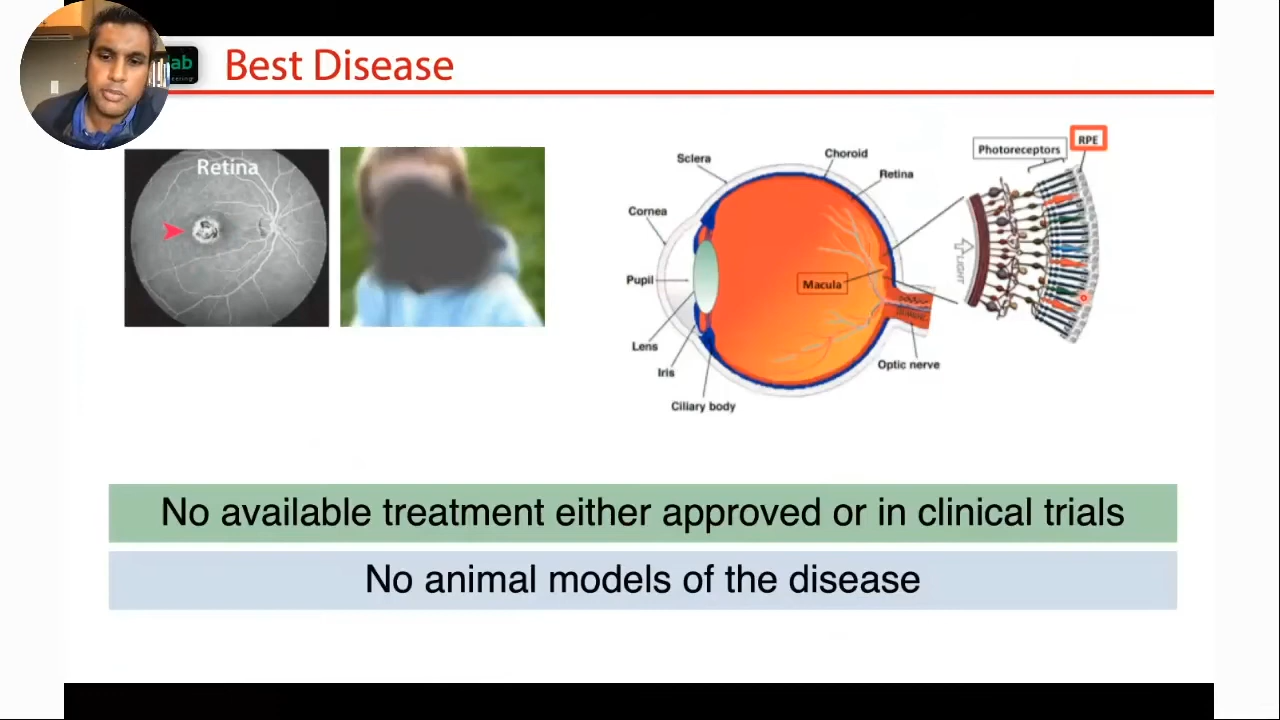 ab
Best Disease
Retina
Sclera
Choroid
Photoreceptors
RPE
Retina
Cornea
LIGHT
Pupil
Macula
Lens
Iris
Optic nerve
Ciliary body
No available treatment either approved or in clinical trials
No animal models of the disease